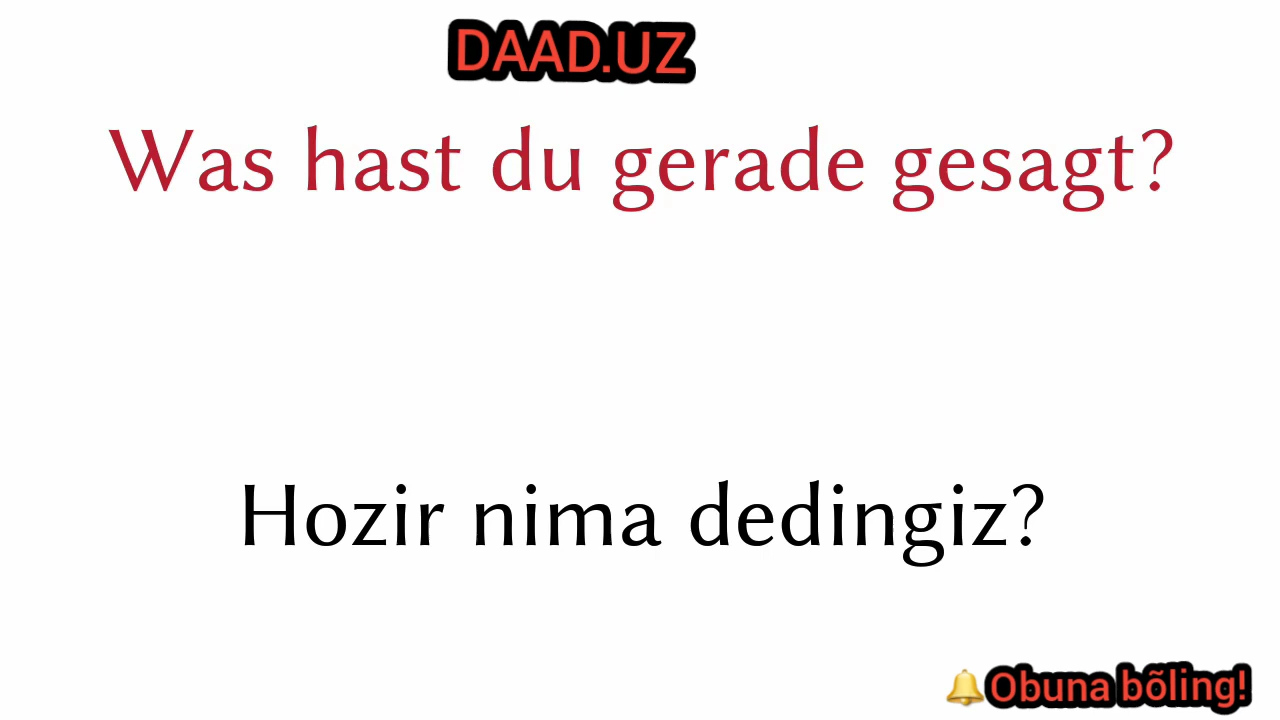 DAAD.UZ
Was hast du gerade gesagt?
Hozir nima dedingiz?
🔔Obuna bõling!